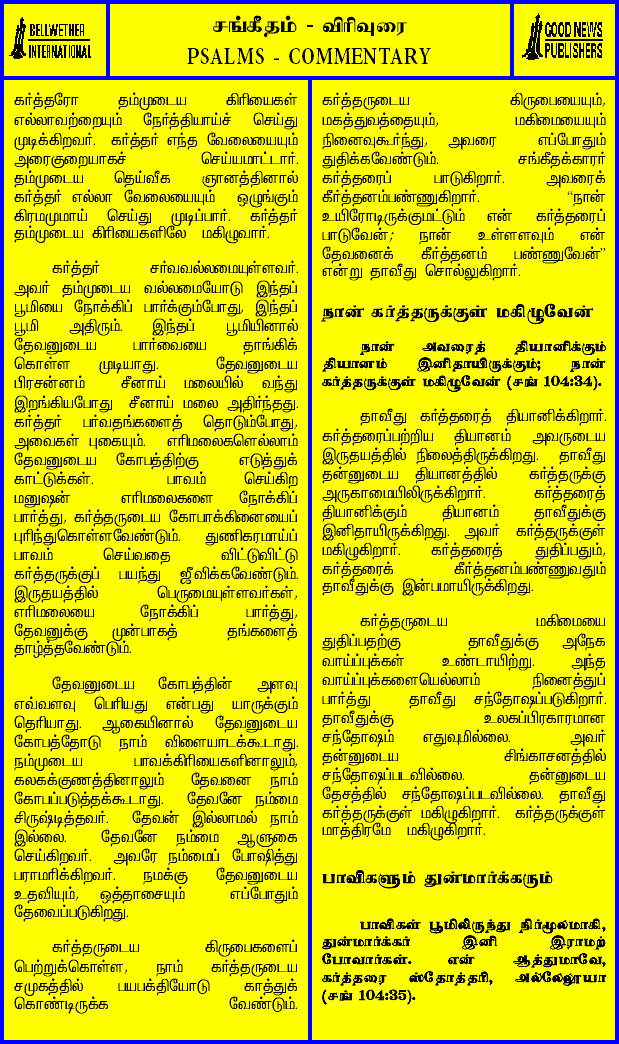 BELLWETHER
INTERNATIONAL
சங்கீதம் - விரிவுரை
PSALMS - COMMENTARY
GOOD NEWS
PUBLISHERS
கர்த்தரோ தம்முடைய கிரியைகள்
எல்லாவற்றையும் நேர்த்தியாய்ச் செய்து
முடிக்கிறவர். கர்த்தர் எந்த வேலையையும்
அரைகுறையாகச் செய்யமாட்டார்.
தம்முடைய தெய்வீக ஞானத்தினால்
கர்த்தர் எல்லா வேலையையும் ஒழுங்கும்
கிரமமுமாய் செய்து முடிப்பார். கர்த்தர்
தம்முடைய கிரியைகளிலே மகிழுவார்.
கர்த்தர் சர்வவல்லமையுள்ளவர்.
அவர் தம்முடைய வல்லமையோடு இந்தப்
பூமியை நோக்கிப் பார்க்கும்போது, இந்தப்
பூமி அதிரும். இந்தப் பூமியினால்
தேவனுடைய பார்வையை தாங்கிக்
கொள்ள முடியாது. தேவனுடைய
பிரசன்னம் சீனாய் மலையில் வந்து
இறங்கியபோது சீனாய் மலை அதிர்ந்தது.
கர்த்தர் பர்வதங்களைத் தொடும்போது,
அவைகள் புகையும். எரிமலைகளெல்லாம்
தேவனுடைய கோபத்திற்கு எடுத்துக்
காட்டுக்கள். பாவம் செய்கிற
மனுஷன் எரிமலைகளை நோக்கிப்
பார்த்து, கர்த்தருடைய கோபாக்கினையைப்
புரிந்துகொள்ளவேண்டும். துணிகரமாய்ப்
பாவம் செய்வதை விட்டுவிட்டு
கர்த்தருக்குப் பயந்து ஜீவிக்கவேண்டும்.
இருதயத்தில் பெருமையுள்ளவர்கள்,
எரிமலையை நோக்கிப் பார்த்து,
தேவனுக்கு முன்பாகத் தங்களைத்
தாழ்த்தவேண்டும்.
தேவனுடைய கோபத்தின் அளவு
எவ்வளவு பெரியது என்பது யாருக்கும்
தெரியாது. ஆகையினால் தேவனுடைய
கோபத்தோடு நாம் விளையாடக்கூடாது.
நம்முடைய பாவக்கிரியைகளினாலும்,
கலகக்குணத்தினாலும் தேவனை நாம்
கோபப்படுத்தக்கூடாது. தேவனே நம்மை
சிருஷ்டித்தவர். தேவன் இல்லாமல் நாம்
இல்லை. தேவனே நம்மை ஆளுகை
செய்கிறவர். அவரே நம்மைப் போஷித்து
பராமரிக்கிறவர். நமக்கு தேவனுடைய
உதவியும், ஒத்தாசையும் எப்போதும்
தேவைப்படுகிறது.
கர்த்தருடைய கிருபைகளைப்
பெற்றுக்கொள்ள, நாம் கர்த்தருடைய
சமுகத்தில் பயபக்தியோடு காத்துக்
கொண்டிருக்க வேண்டும்.
கர்த்தருடைய கிருபையையும்,
மகத்துவத்தையும், மகிமையையும்
நினைவுகூர்ந்து, அவரை எப்போதும்
துதிக்கவேண்டும். சங்கீதக்காரர்
கர்த்தரைப் பாடுகிறார். அவரைக்
கீர்த்தனம்பண்ணுகிறார். “நான்
உயிரோடிருக்குமட்டும் என் கர்த்தரைப்
பாடுவேன்; நான் உள்ளளவும் என்
தேவனைக் கீர்த்தனம் பண்ணுவேன்”
என்று தாவீது சொல்லுகிறார்.
நான் கர்த்தருக்குள் மகிழுவேன்
நான் அவரைத் தியானிக்கும்
தியானம் இனிதாயிருக்கும்; நான்
கர்த்தருக்குள் மகிழுவேன் (சங் 104:34).
தாவீது கர்த்தரைத் தியானிக்கிறார்.
கர்த்தரைப்பற்றிய தியானம் அவருடைய
இருதயத்தில் நிலைத்திருக்கிறது. தாவீது
தன்னுடைய தியானத்தில் கர்த்தருக்கு
அருகாமையிலிருக்கிறார். கர்த்தரைத்
தியானிக்கும் தியானம் தாவீதுக்கு
இனிதாயிருக்கிறது. அவர் கர்த்தருக்குள்
மகிழுகிறார். கர்த்தரைத் துதிப்பதும்,
கர்த்தரைக் கீர்த்தனம்பண்ணுவதும்
தாவீதுக்கு இன்பமாயிருக்கிறது.
கர்த்தருடைய மகிமையை
துதிப்பதற்கு தாவீதுக்கு அநேக
வாய்ப்புக்கள் உண்டாயிற்று. அந்த
வாய்ப்புக்களையெல்லாம் நினைத்துப்
பார்த்து தாவீது சந்தோஷப்படுகிறார்.
தாவீதுக்கு உலகப்பிரகாரமான
சந்தோஷம் எதுவுமில்லை. அவர்
தன்னுடைய சிங்காசனத்தில்
சந்தோஷப்படவில்லை. தன்னுடைய
தேசத்தில் சந்தோஷப்படவில்லை. தாவீது
கர்த்தருக்குள் மகிழுகிறார். கர்த்தருக்குள்
மாத்திரமே மகிழுகிறார்.
பாவிகளும் துன்மார்க்கரும்
பாவிகள் பூமிலிருந்து நிர்மூலமாகி,
துன்மார்க்கர் இனி இராமற்
போவார்கள். என் ஆத்துமாவே,
கர்த்தரை ஸ்தோத்தரி, அல்லேலூயா
(சங் 104:35).